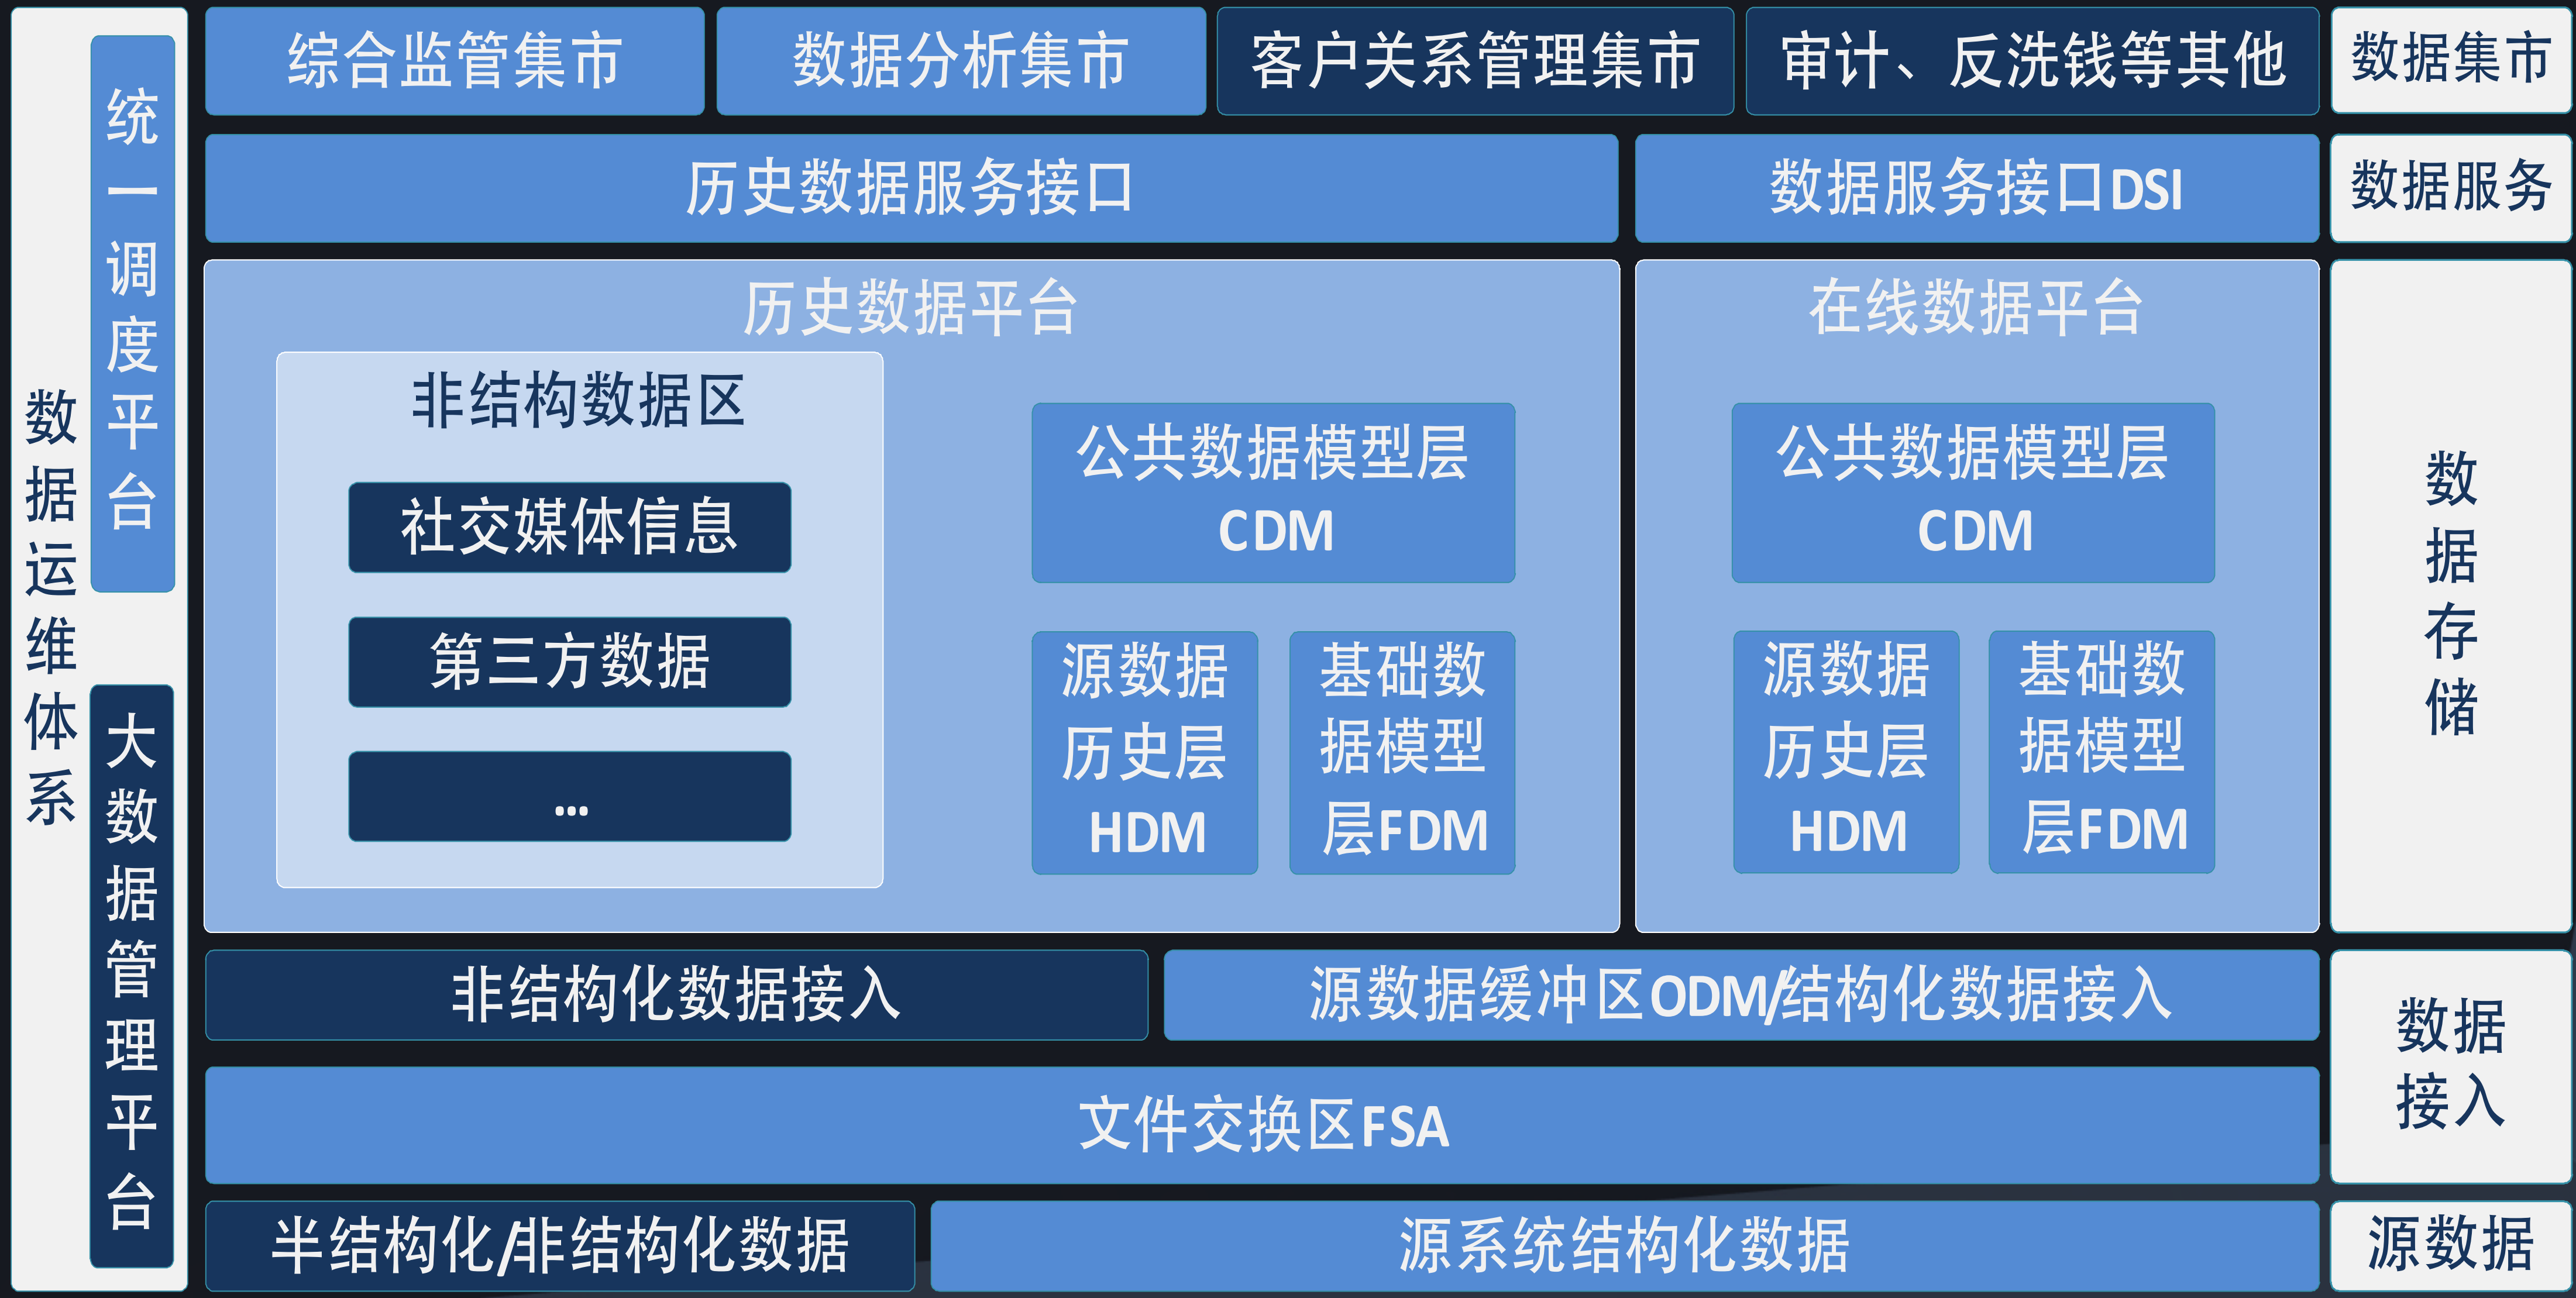 综合监管集市
数据分析集市
客户关系管理集市
审计、反洗钱等其他
数据集市
历史数据服务接口
数据服务接口DSI
数据服务
数据运维体系
统一调度平台
大数据管理平台
历史数据平台
非结构数据区
社交媒体信息
第三方数据
...
公共数据模型层
CDM
源数据
历史层
HDM
基础数
据模型
层FDM
在线数据平台
公共数据模型层
CDM
源数据
历史层
HDM
基础数
据模型
层FDM
数据存储
非结构化数据接入
源数据缓冲区ODM/结构化数据接入
文件交换区FSA
数据
接入
半结构化/非结构化数据
源系统结构化数据
源数据